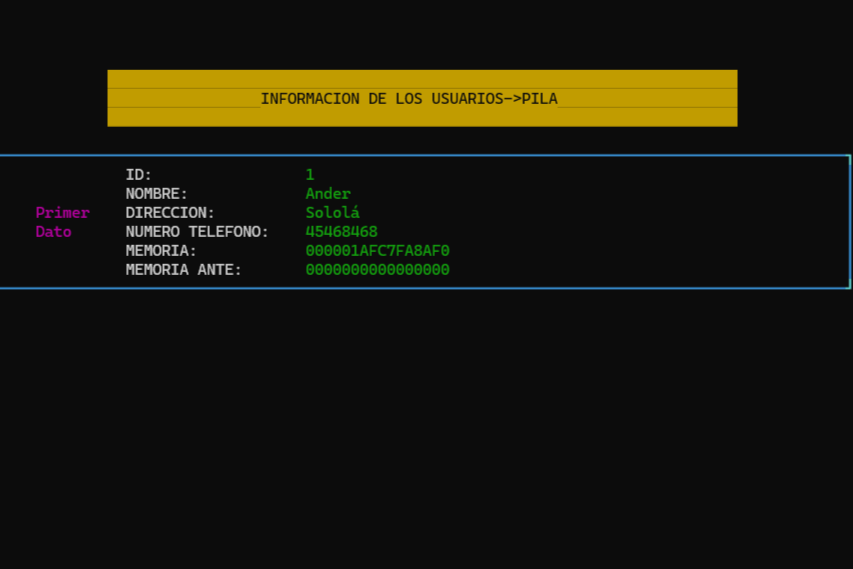 INFORMACION DE LOS USUARIOS->PILA
ID: 1
NOMBRE: Ander
Primer DIRECCION: Sololá
Dato NUMERO TELEFONO: 45468468
MEMORIA: 000001AFC7FA8AF0
MEMORIA ANTE: 0000000000000000